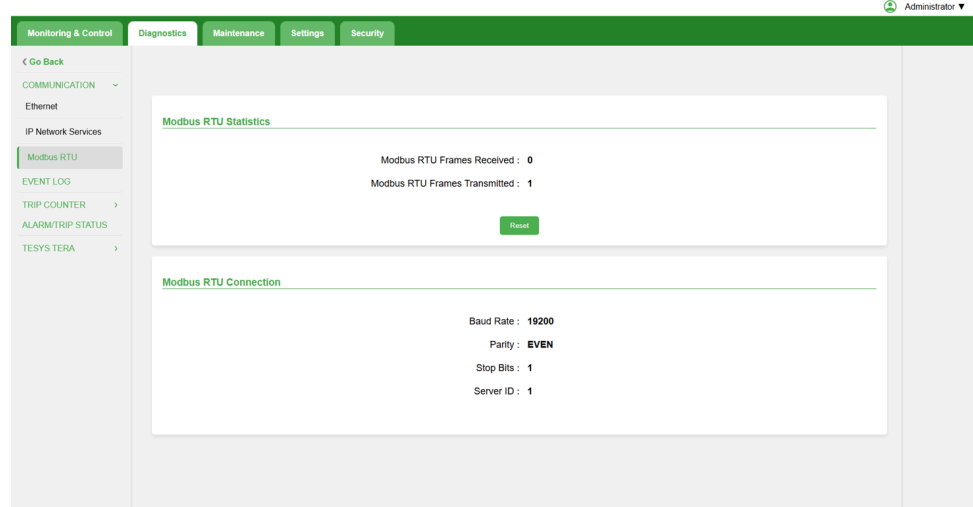 Administrator ▼
Monitoring & Control Diagnostics Maintenance Settings Security
Go Back
COMMUNICATION
Ethernet
IP Network Services
Modbus RTU
EVENT LOG
TRIP COUNTER
ALARM/TRIP STATUS
TESYS TERA
Modbus RTU Statistics
Modbus RTU Frames Received : 0
Modbus RTU Frames Transmitted : 1
Reset
Modbus RTU Connection
Baud Rate : 19200
Parity : EVEN
Stop Bits : 1
Server ID : 1